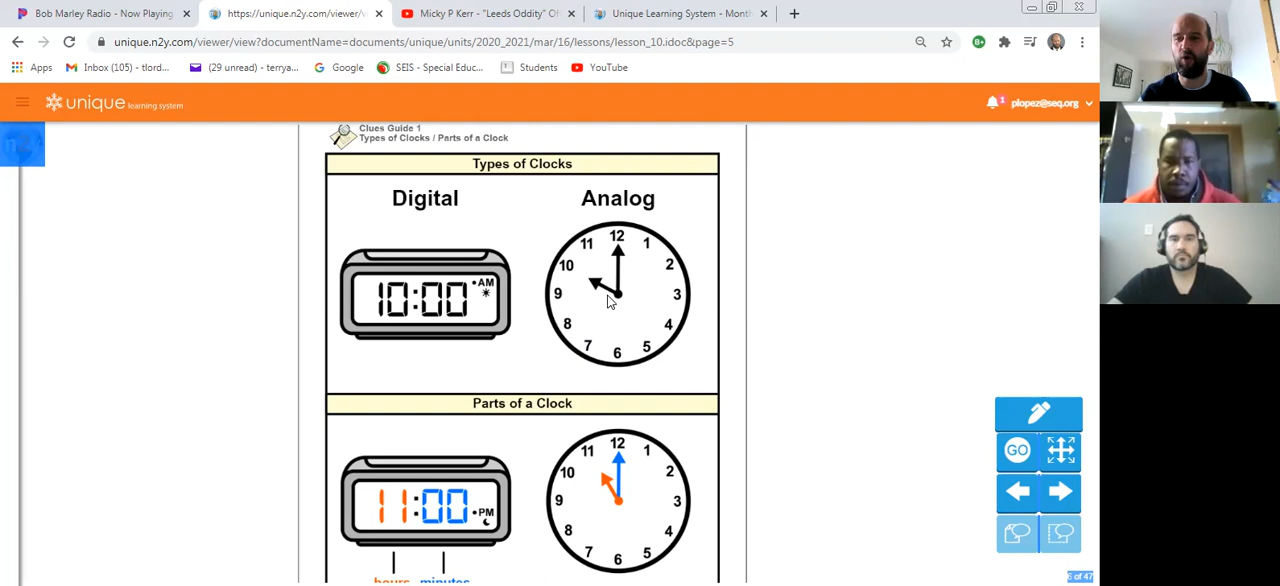 Bob Marley Radio - Now Playing
https://unique.n2y.com/viewer/v
Micky P Kerr - "Leeds Oddity" O
Unique Learning System - Month
unique.n2y.com/viewer/view?documentName=documents/unique/units/2020_2021/mar/16/lessons/lesson_10.idoc&page=5
Apps
Inbox (105) - tlord...
(29 unread) - terrya...
Google
SEIS - Special Educ...
Students
YouTube
unique learning system
1
plopez@seq.org
Clues Guide 1
Types of Clocks / Parts of a Clock
Types of Clocks
Digital
Analog
10:00 AM
12
1
2
3
4
5
6
7
8
9
10
11
Parts of a Clock
11:00 PM
12
1
2
3
4
5
6
7
8
9
10
11
hours minutes
GO
6 of 47